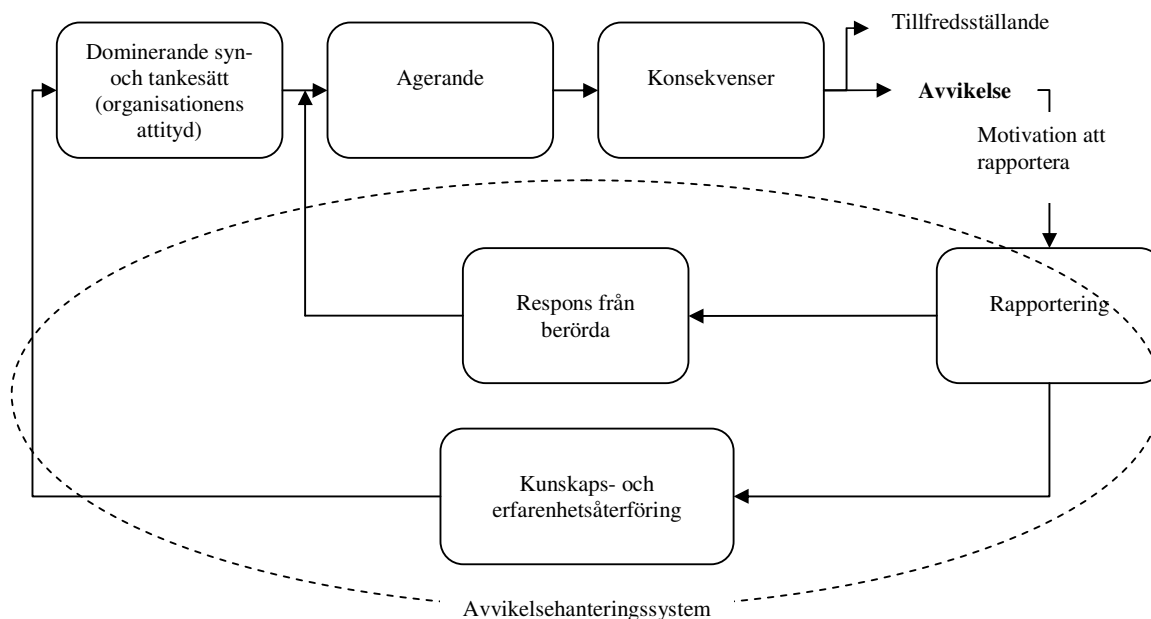 Dominerande syn-
och tankesätt
(organisationens
attityd)
Agerande
Konsekvenser
Tillfredsställande
Avvikelse
Motivation att
rapportera
Respons från
berörda
Rapportering
Kunskaps- och
erfarenhetsåterföring
Avvikelsehanteringssystem